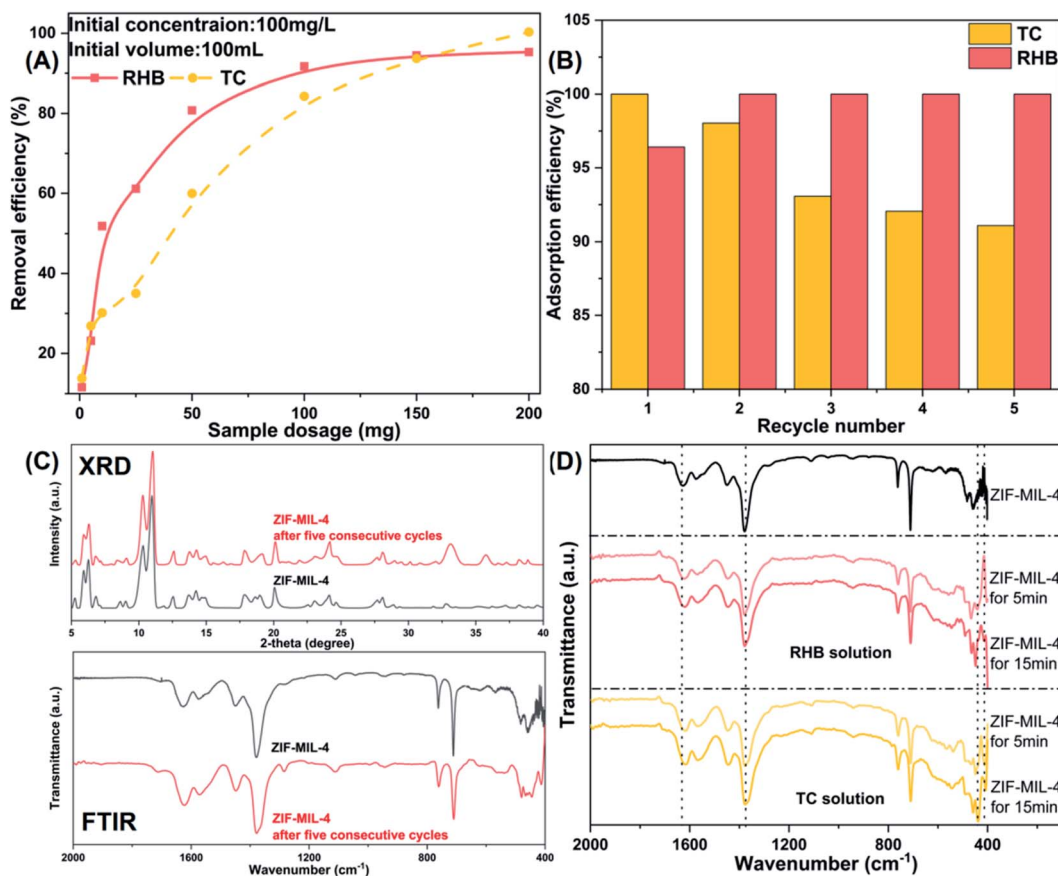 (A)
Initial concentraion:100mg/L
Initial volume:100mL
RHB
TC
Removal efficiency (%)
100
80
60
40
20
0
50
100
150
200
Sample dosage (mg)
(B)
TC
RHB
Adsorption efficiency (%)
105
100
95
90
85
80
1
2
3
4
5
Recycle number
(C)
XRD
Intensity (a.u.)
ZIF-MIL-4
after five consecutive cycles
ZIF-MIL-4
5
10
15
20
25
30
35
40
2-theta (degree)
Transmittance (a.u.)
ZIF-MIL-4
FTIR
ZIF-MIL-4
after five consecutive cycles
2000
1600
1200
800
400
Wavenumber (cm⁻¹)
(D)
Transmittance (a.u.)
ZIF-MIL-4
ZIF-MIL-4
for 5min
ZIF-MIL-4
for 15min
RHB solution
ZIF-MIL-4
for 5min
ZIF-MIL-4
for 15min
TC solution
2000
1600
1200
800
400
Wavenumber (cm⁻¹)